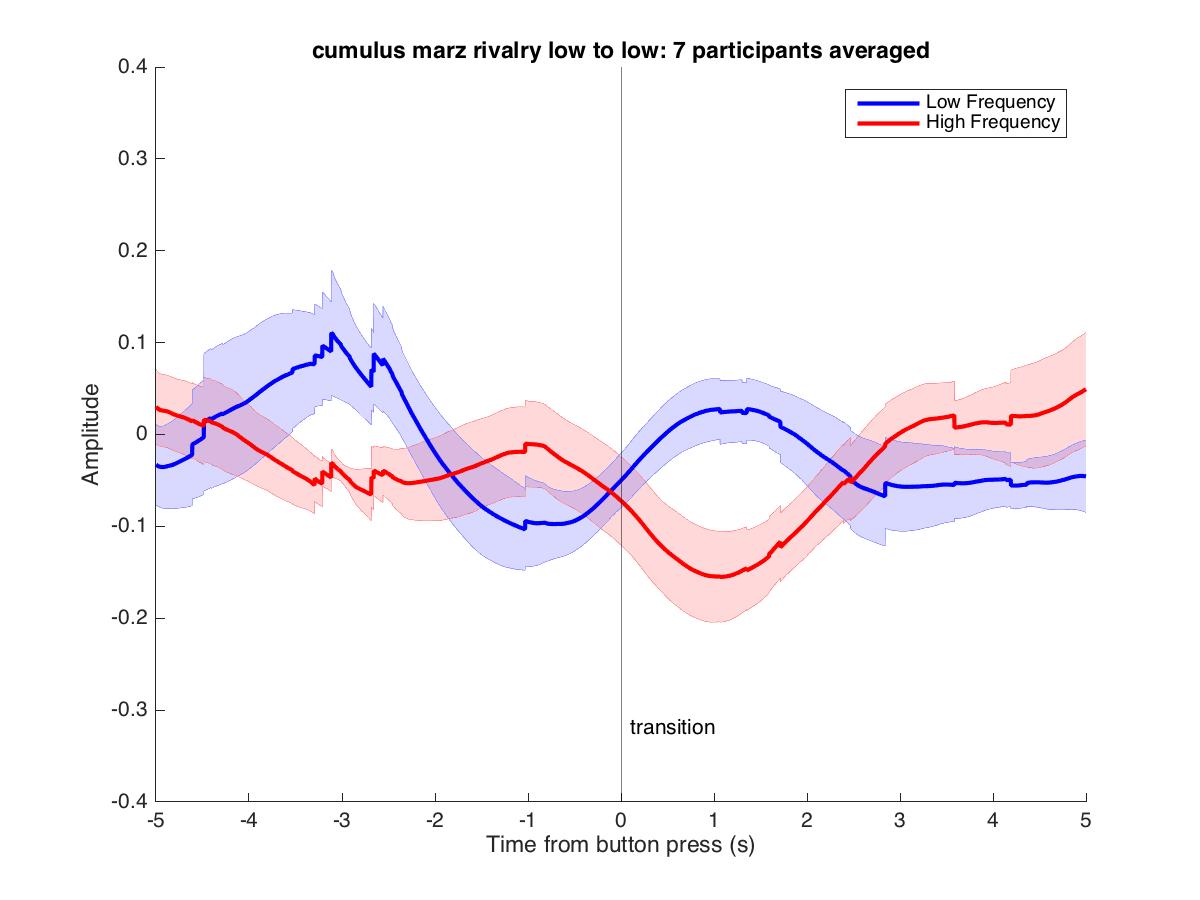 cumulus marz rivalry low to low: 7 participants averaged
0.4
0.3
0.2
0.1
0
-0.1
-0.2
-0.3
-0.4
Amplitude
Low Frequency
High Frequency
transition
-5 -4 -3 -2 -1 0 1 2 3 4 5
Time from button press (s)